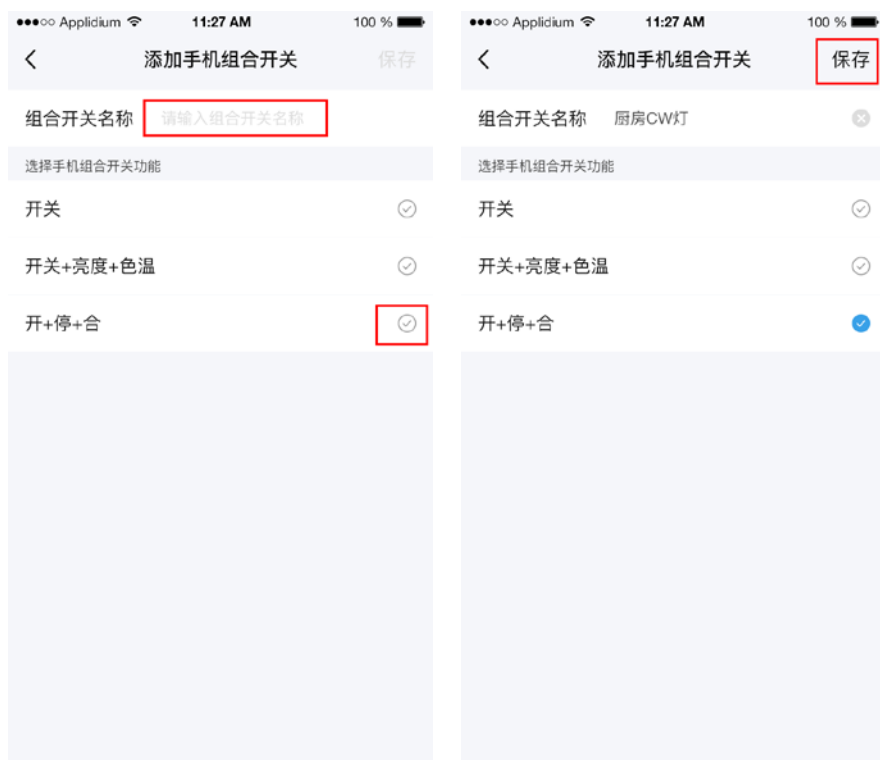 Applidium 11:27 AM 100 %
添加手机组合开关 保存
组合开关名称 请输入组合开关名称
选择手机组合开关功能
开关
开关+亮度+色温
开+停+合
Applidium 11:27 AM 100 %
添加手机组合开关 保存
组合开关名称 厨房CW灯
选择手机组合开关功能
开关
开关+亮度+色温
开+停+合